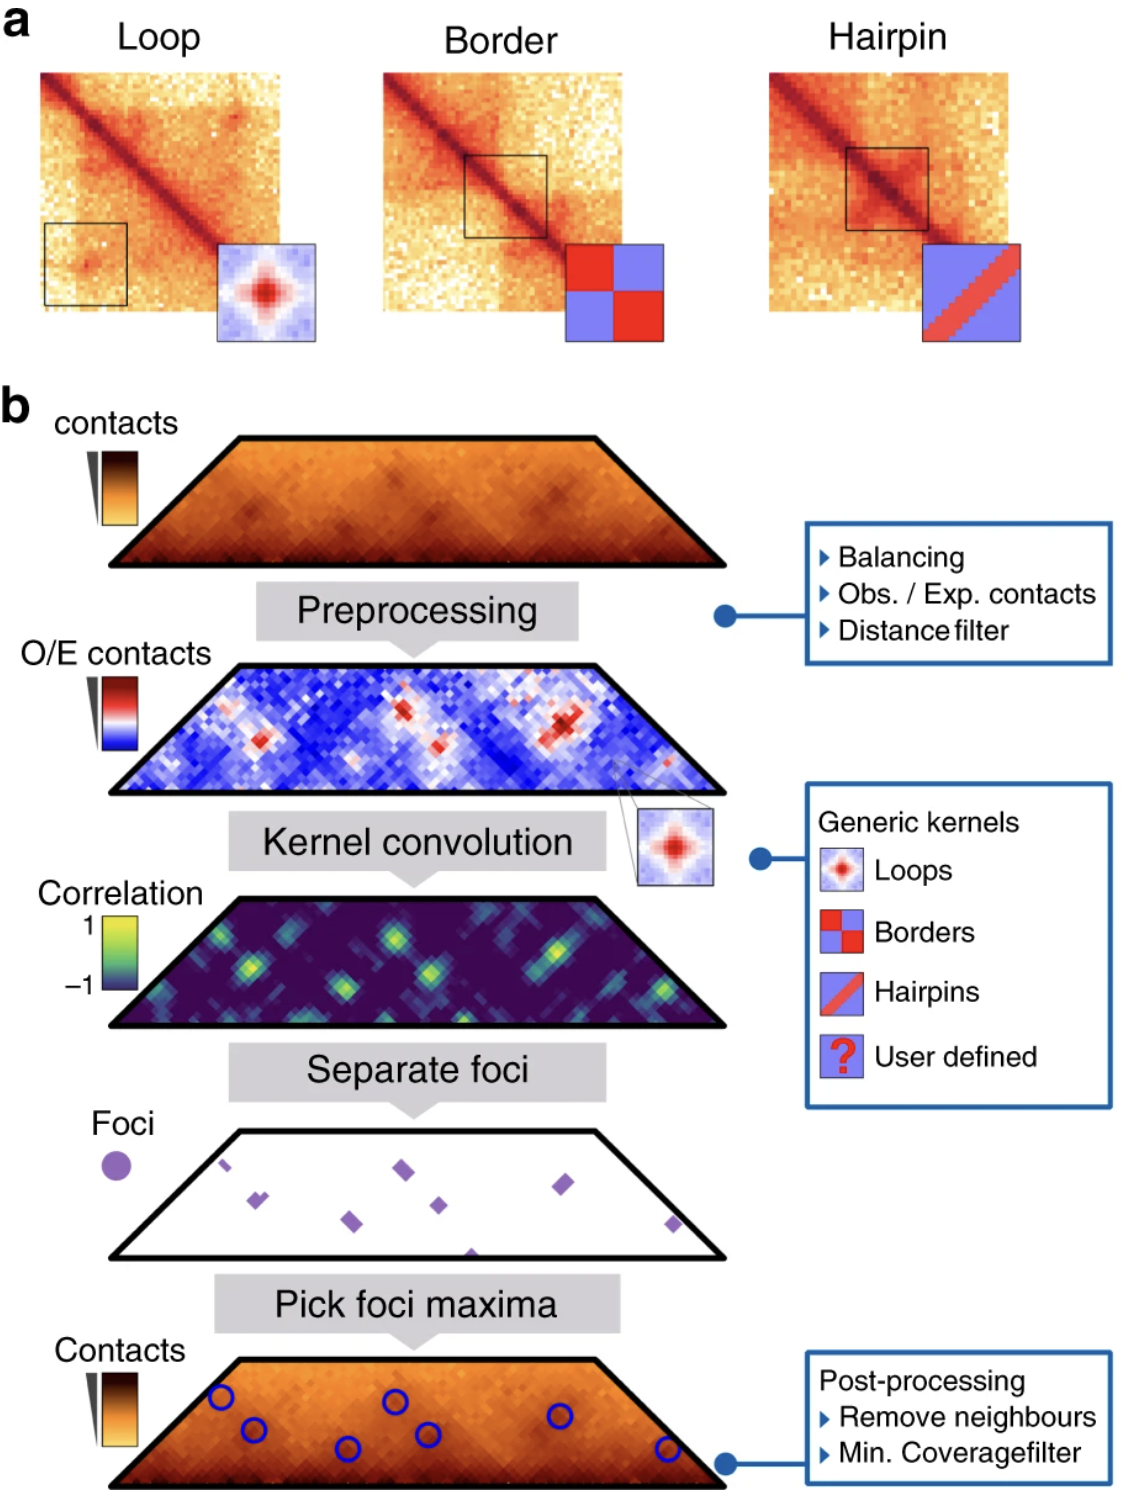 a
Loop
Border
Hairpin
b
contacts
Preprocessing
Balancing
Obs. / Exp. contacts
Distance filter
O/E contacts
Kernel convolution
Generic kernels
Loops
Borders
Hairpins
? User defined
Correlation
1
−1
Separate foci
Foci
Pick foci maxima
Contacts
Post-processing
Remove neighbours
Min. Coveragefilter